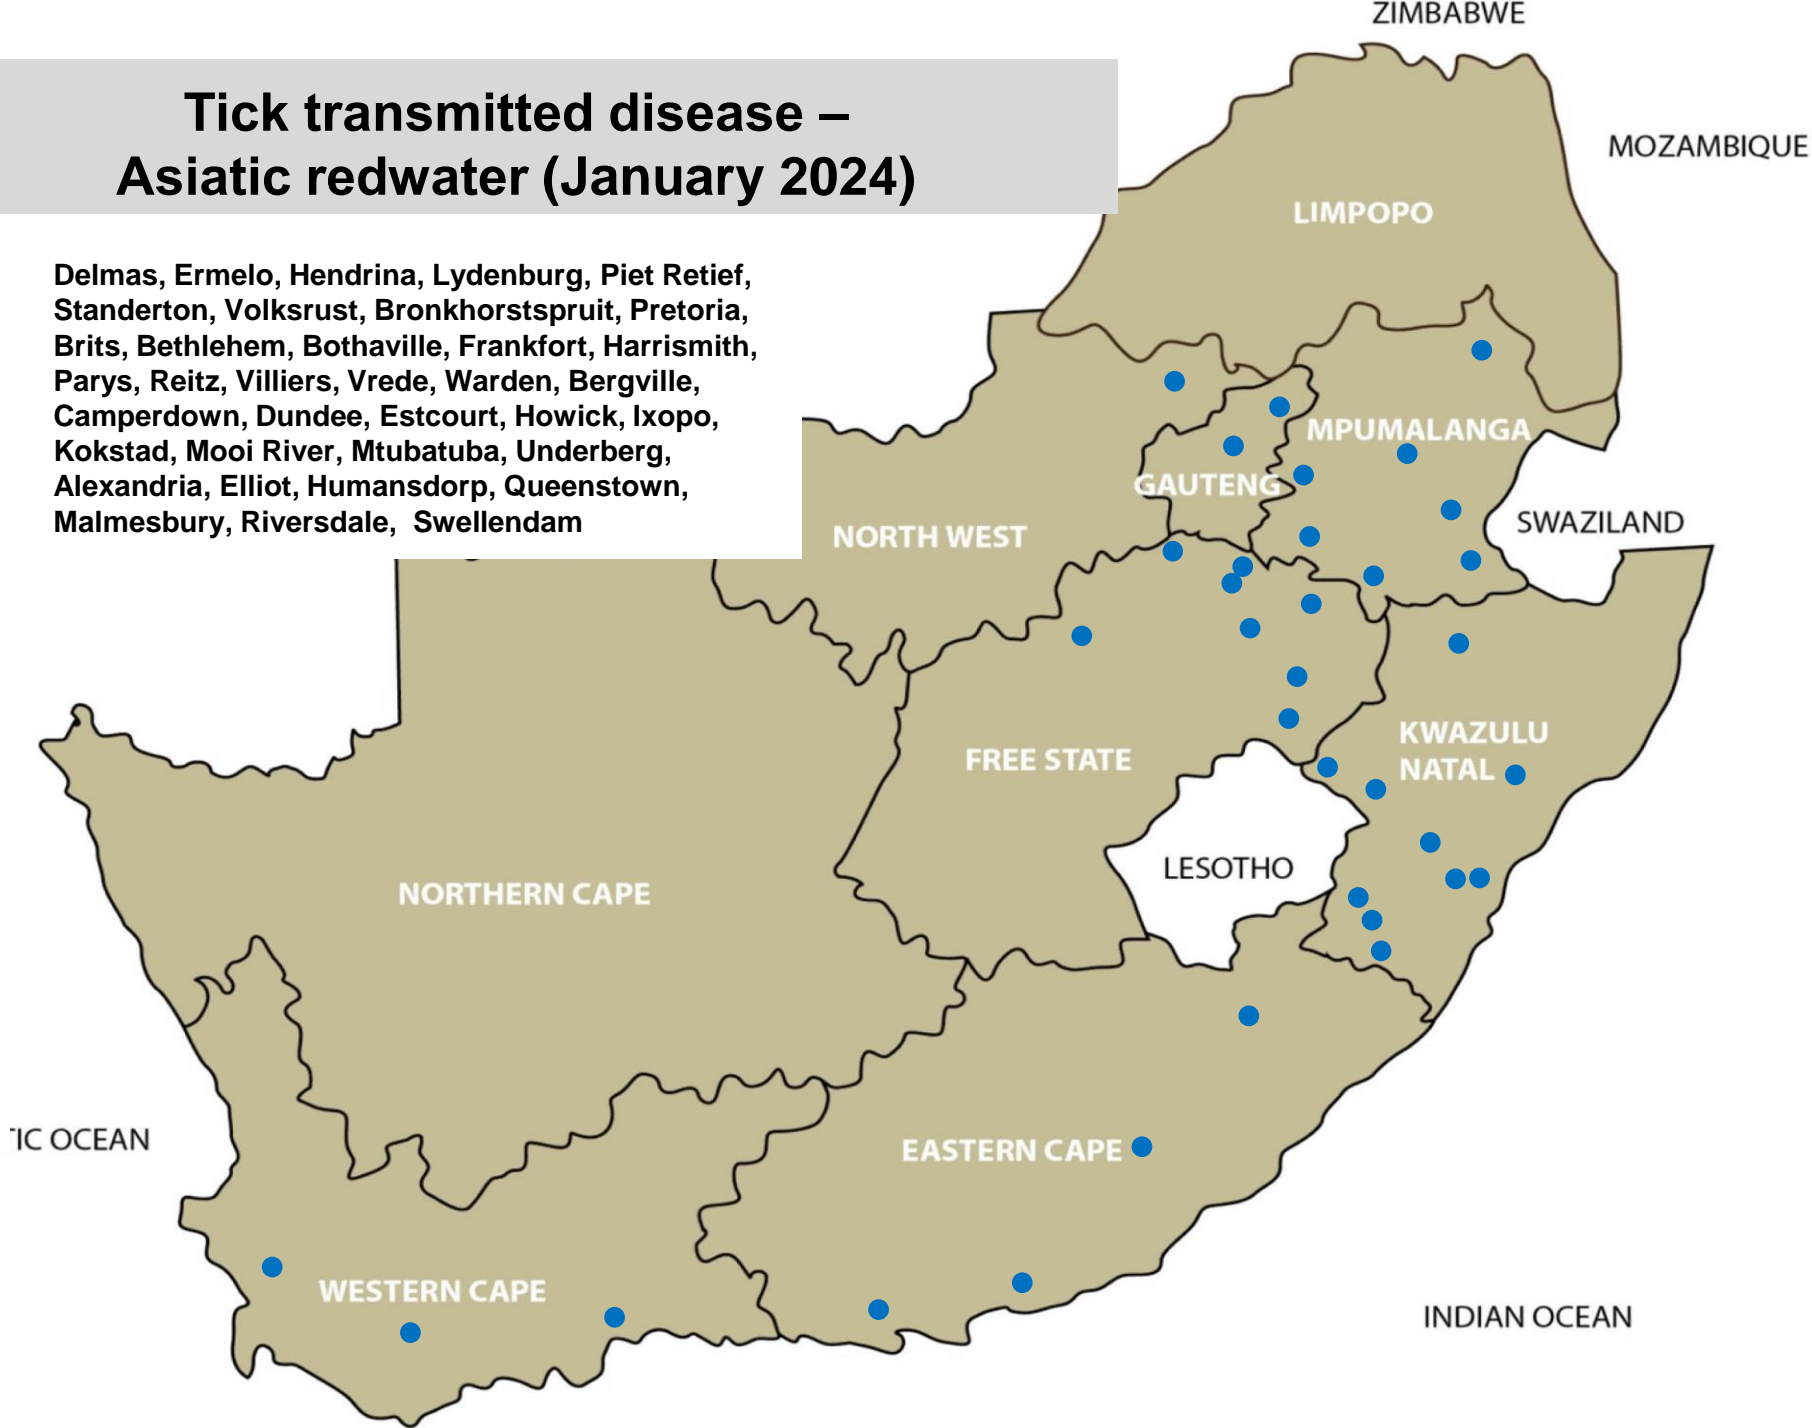 ZIMBABWE
Tick transmitted disease –
Asiatic redwater (January 2024)
MOZAMBIQUE
LIMPOPO
Delmas, Ermelo, Hendrina, Lydenburg, Piet Retief,
Standerton, Volksrust, Bronkhorstspruit, Pretoria,
Brits, Bethlehem, Bothaville, Frankfort, Harrismith,
Parys, Reitz, Villiers, Vrede, Warden, Bergville,
Camperdown, Dundee, Estcourt, Howick, Ixopo,
Kokstad, Mooi River, Mtubatuba, Underberg,
Alexandria, Elliot, Humansdorp, Queenstown,
Malmesbury, Riversdale,  Swellendam
MPUMALANGA
GAUTENG
SWAZILAND
NORTH WEST
KWAZULU
NATAL
FREE STATE
LESOTHO
NORTHERN CAPE
TIC OCEAN
EASTERN CAPE
WESTERN CAPE
INDIAN OCEAN